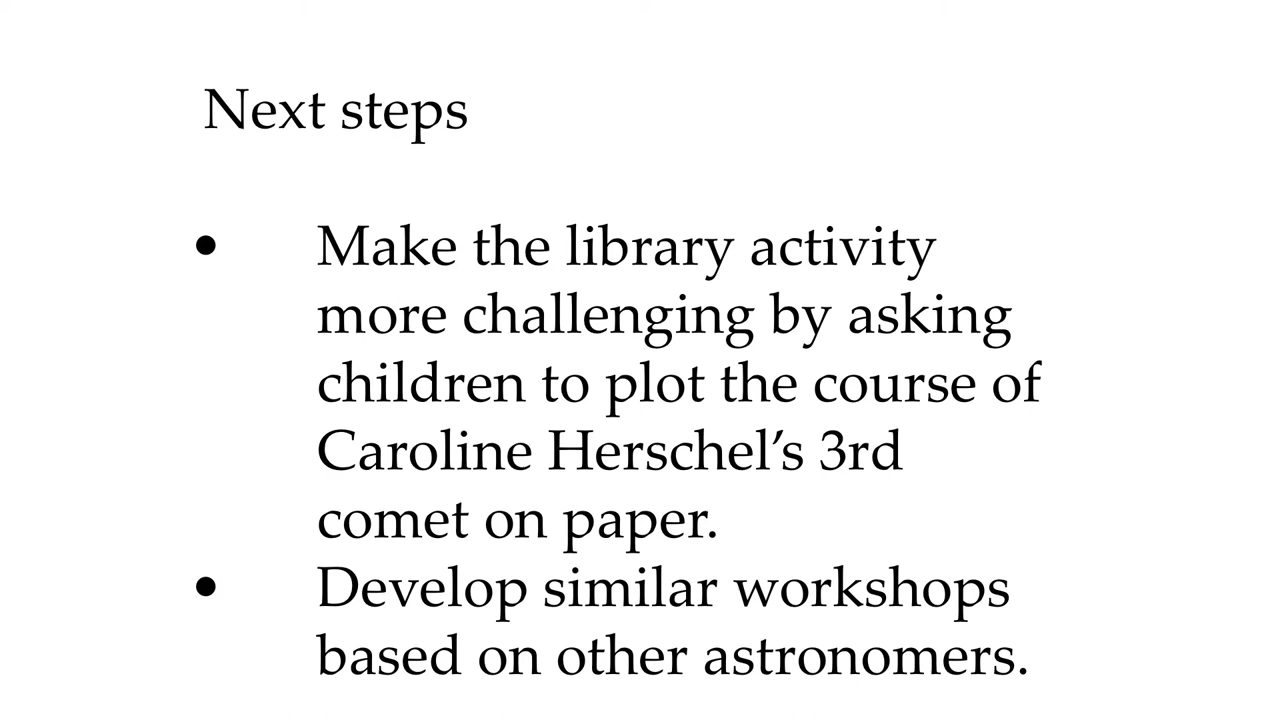 Next steps
• Make the library activity
more challenging by asking
children to plot the course of
Caroline Herschel’s 3rd
comet on paper.
• Develop similar workshops
based on other astronomers.